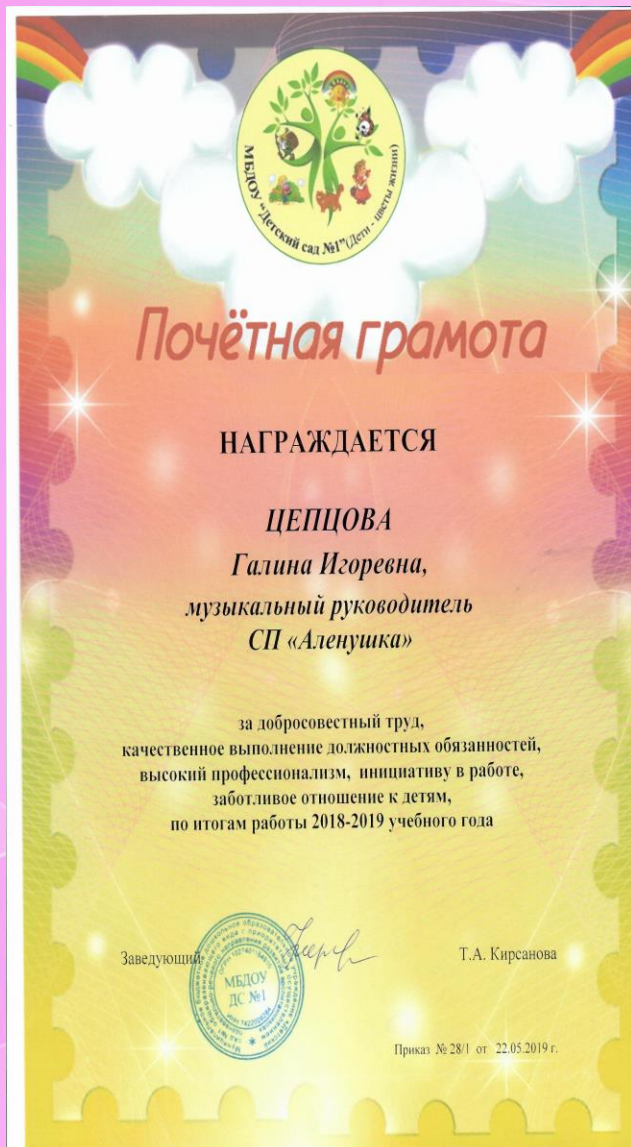 МБДОУ "Детский сад №1" (Дети - цветы жизни)
Почётная грамота
НАГРАЖДАЕТСЯ
ЦЕПЦОВА
Галина Игоревна,
музыкальный руководитель
СП «Аленушка»
за добросовестный труд,
качественное выполнение должностных обязанностей,
высокий профессионализм, инициативу в работе,
заботливое отношение к детям,
по итогам работы 2018-2019 учебного года
Заведующий
МБДОУ
ДС №1
Т.А. Кирсанова
Приказ № 28/1 от 22.05.2019 г.